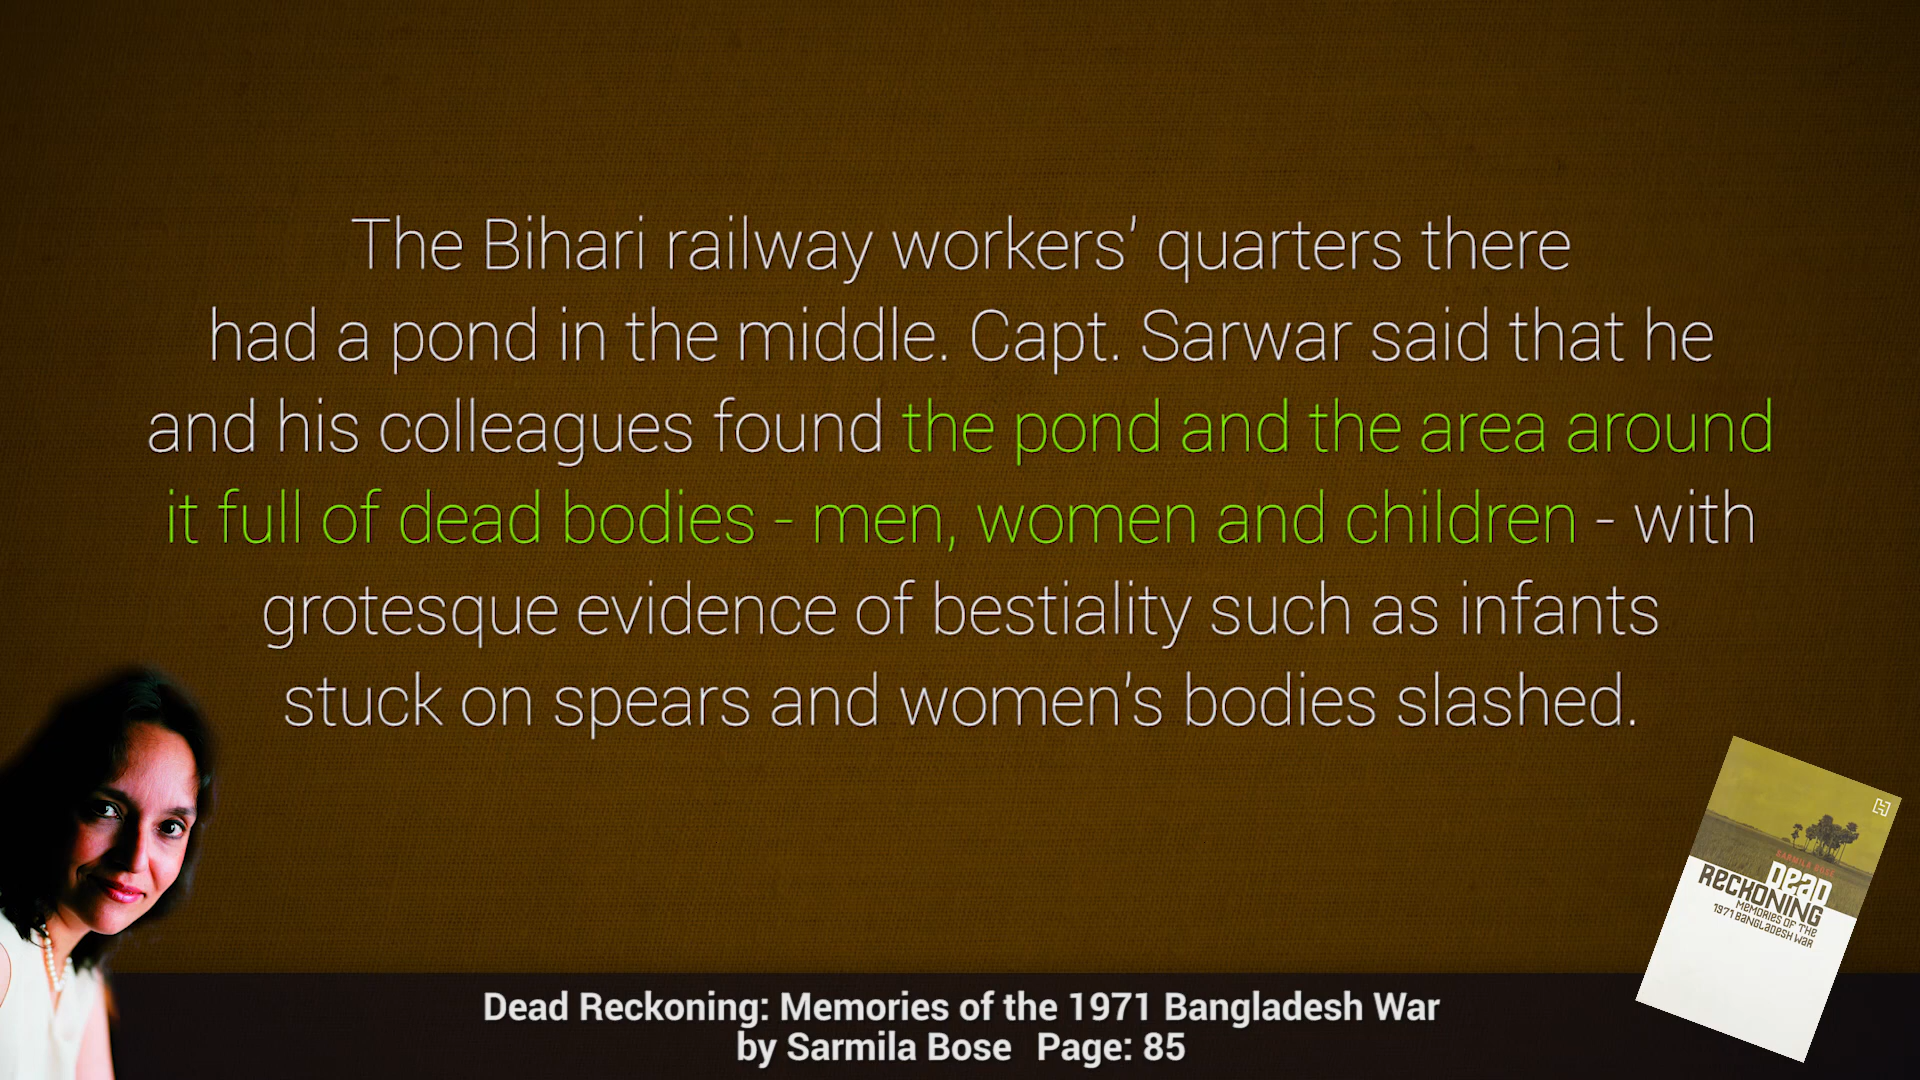 The Bihari railway workers’ quarters there
had a pond in the middle. Capt. Sarwar said that he
and his colleagues found the pond and the area around
it full of dead bodies - men, women and children - with
grotesque evidence of bestiality such as infants
stuck on spears and women’s bodies slashed.
SARMILA BOSE
DEAD
RECKONING
MEMORIES OF THE
1971 BANGLADESH WAR
Dead Reckoning: Memories of the 1971 Bangladesh War
by Sarmila Bose Page: 85